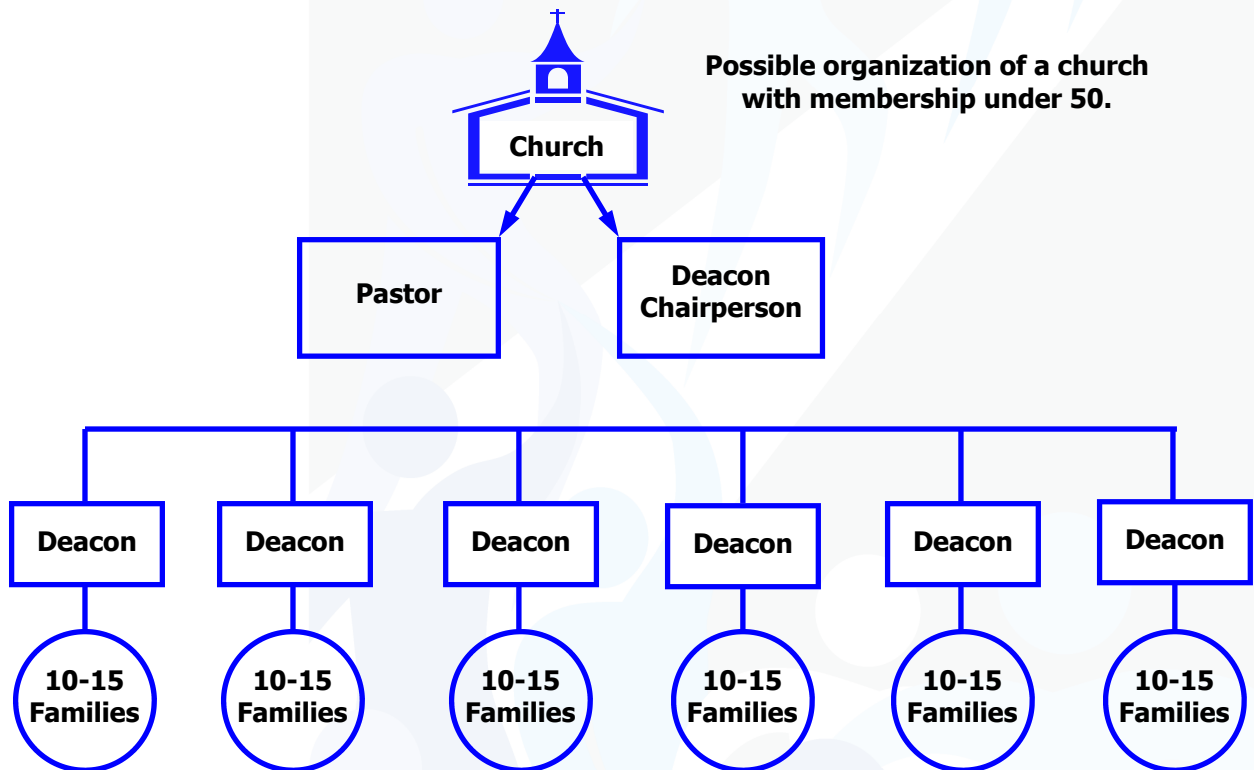 Possible organization of a church
with membership under 50.
Church
Pastor
Deacon
Chairperson
Deacon
Deacon
Deacon
Deacon
Deacon
Deacon
10-15
Families
10-15
Families
10-15
Families
10-15
Families
10-15
Families
10-15
Families